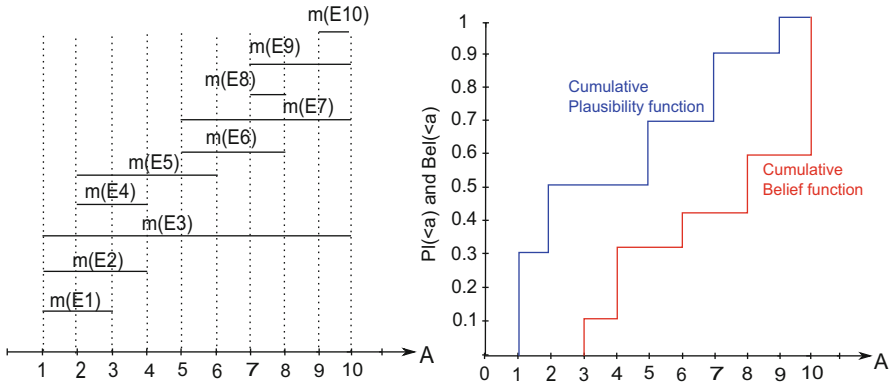 m(E10)
m(E9)
m(E8)
m(E7)
m(E6)
m(E5)
m(E4)
m(E3)
m(E2)
m(E1)
1 2 3 4 5 6 7 8 9 10 A
Pl(<a) and Bel(<a)
1
0.9
0.8
0.7
0.6
0.5
0.4
0.3
0.2
0.1
Cumulative
Plausibility function
Cumulative
Belief function
0 1 2 3 4 5 6 7 8 9 10 A